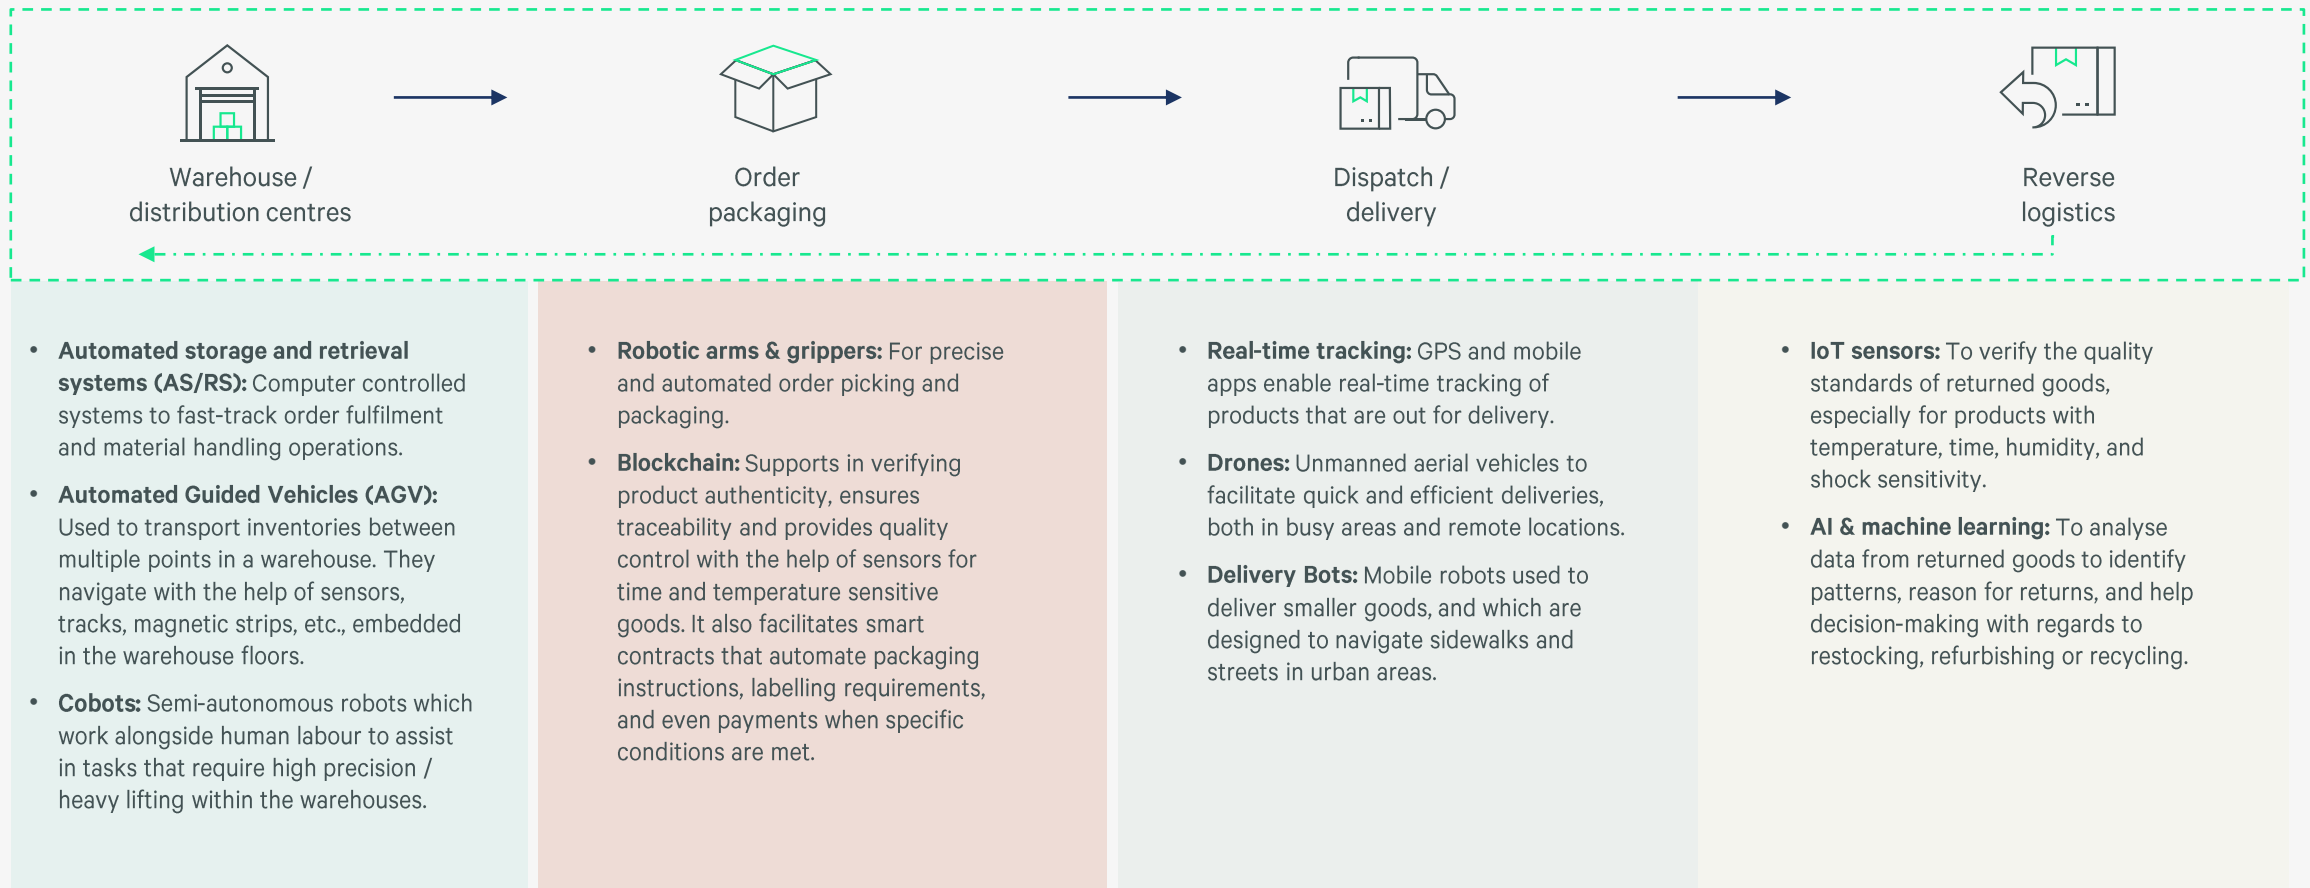 Warehouse /
distribution centres
Order
packaging
Dispatch /
delivery
Reverse
logistics
• Automated storage and retrieval
systems (AS/RS): Computer controlled
systems to fast-track order fulfilment
and material handling operations.
• Automated Guided Vehicles (AGV):
Used to transport inventories between
multiple points in a warehouse. They
navigate with the help of sensors,
tracks, magnetic strips, etc., embedded
in the warehouse floors.
• Cobots: Semi-autonomous robots which
work alongside human labour to assist
in tasks that require high precision /
heavy lifting within the warehouses.
• Robotic arms & grippers: For precise
and automated order picking and
packaging.
• Blockchain: Supports in verifying
product authenticity, ensures
traceability and provides quality
control with the help of sensors for
time and temperature sensitive
goods. It also facilitates smart
contracts that automate packaging
instructions, labelling requirements,
and even payments when specific
conditions are met.
• Real-time tracking: GPS and mobile
apps enable real-time tracking of
products that are out for delivery.
• Drones: Unmanned aerial vehicles to
facilitate quick and efficient deliveries,
both in busy areas and remote locations.
• Delivery Bots: Mobile robots used to
deliver smaller goods, and which are
designed to navigate sidewalks and
streets in urban areas.
• IoT sensors: To verify the quality
standards of returned goods,
especially for products with
temperature, time, humidity, and
shock sensitivity.
• AI & machine learning: To analyse
data from returned goods to identify
patterns, reason for returns, and help
decision-making with regards to
restocking, refurbishing or recycling.